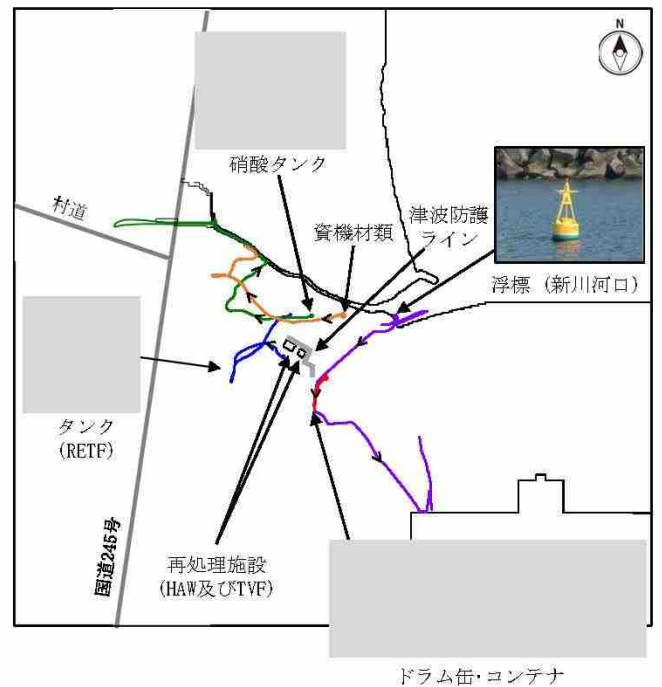 N
硝酸タンク
村道
資機材類
津波防護
ライン
浮標 (新川河口)
タンク
(RETF)
国道245号
再処理施設
(HAW及びTVF)
ドラム缶・コンテナ